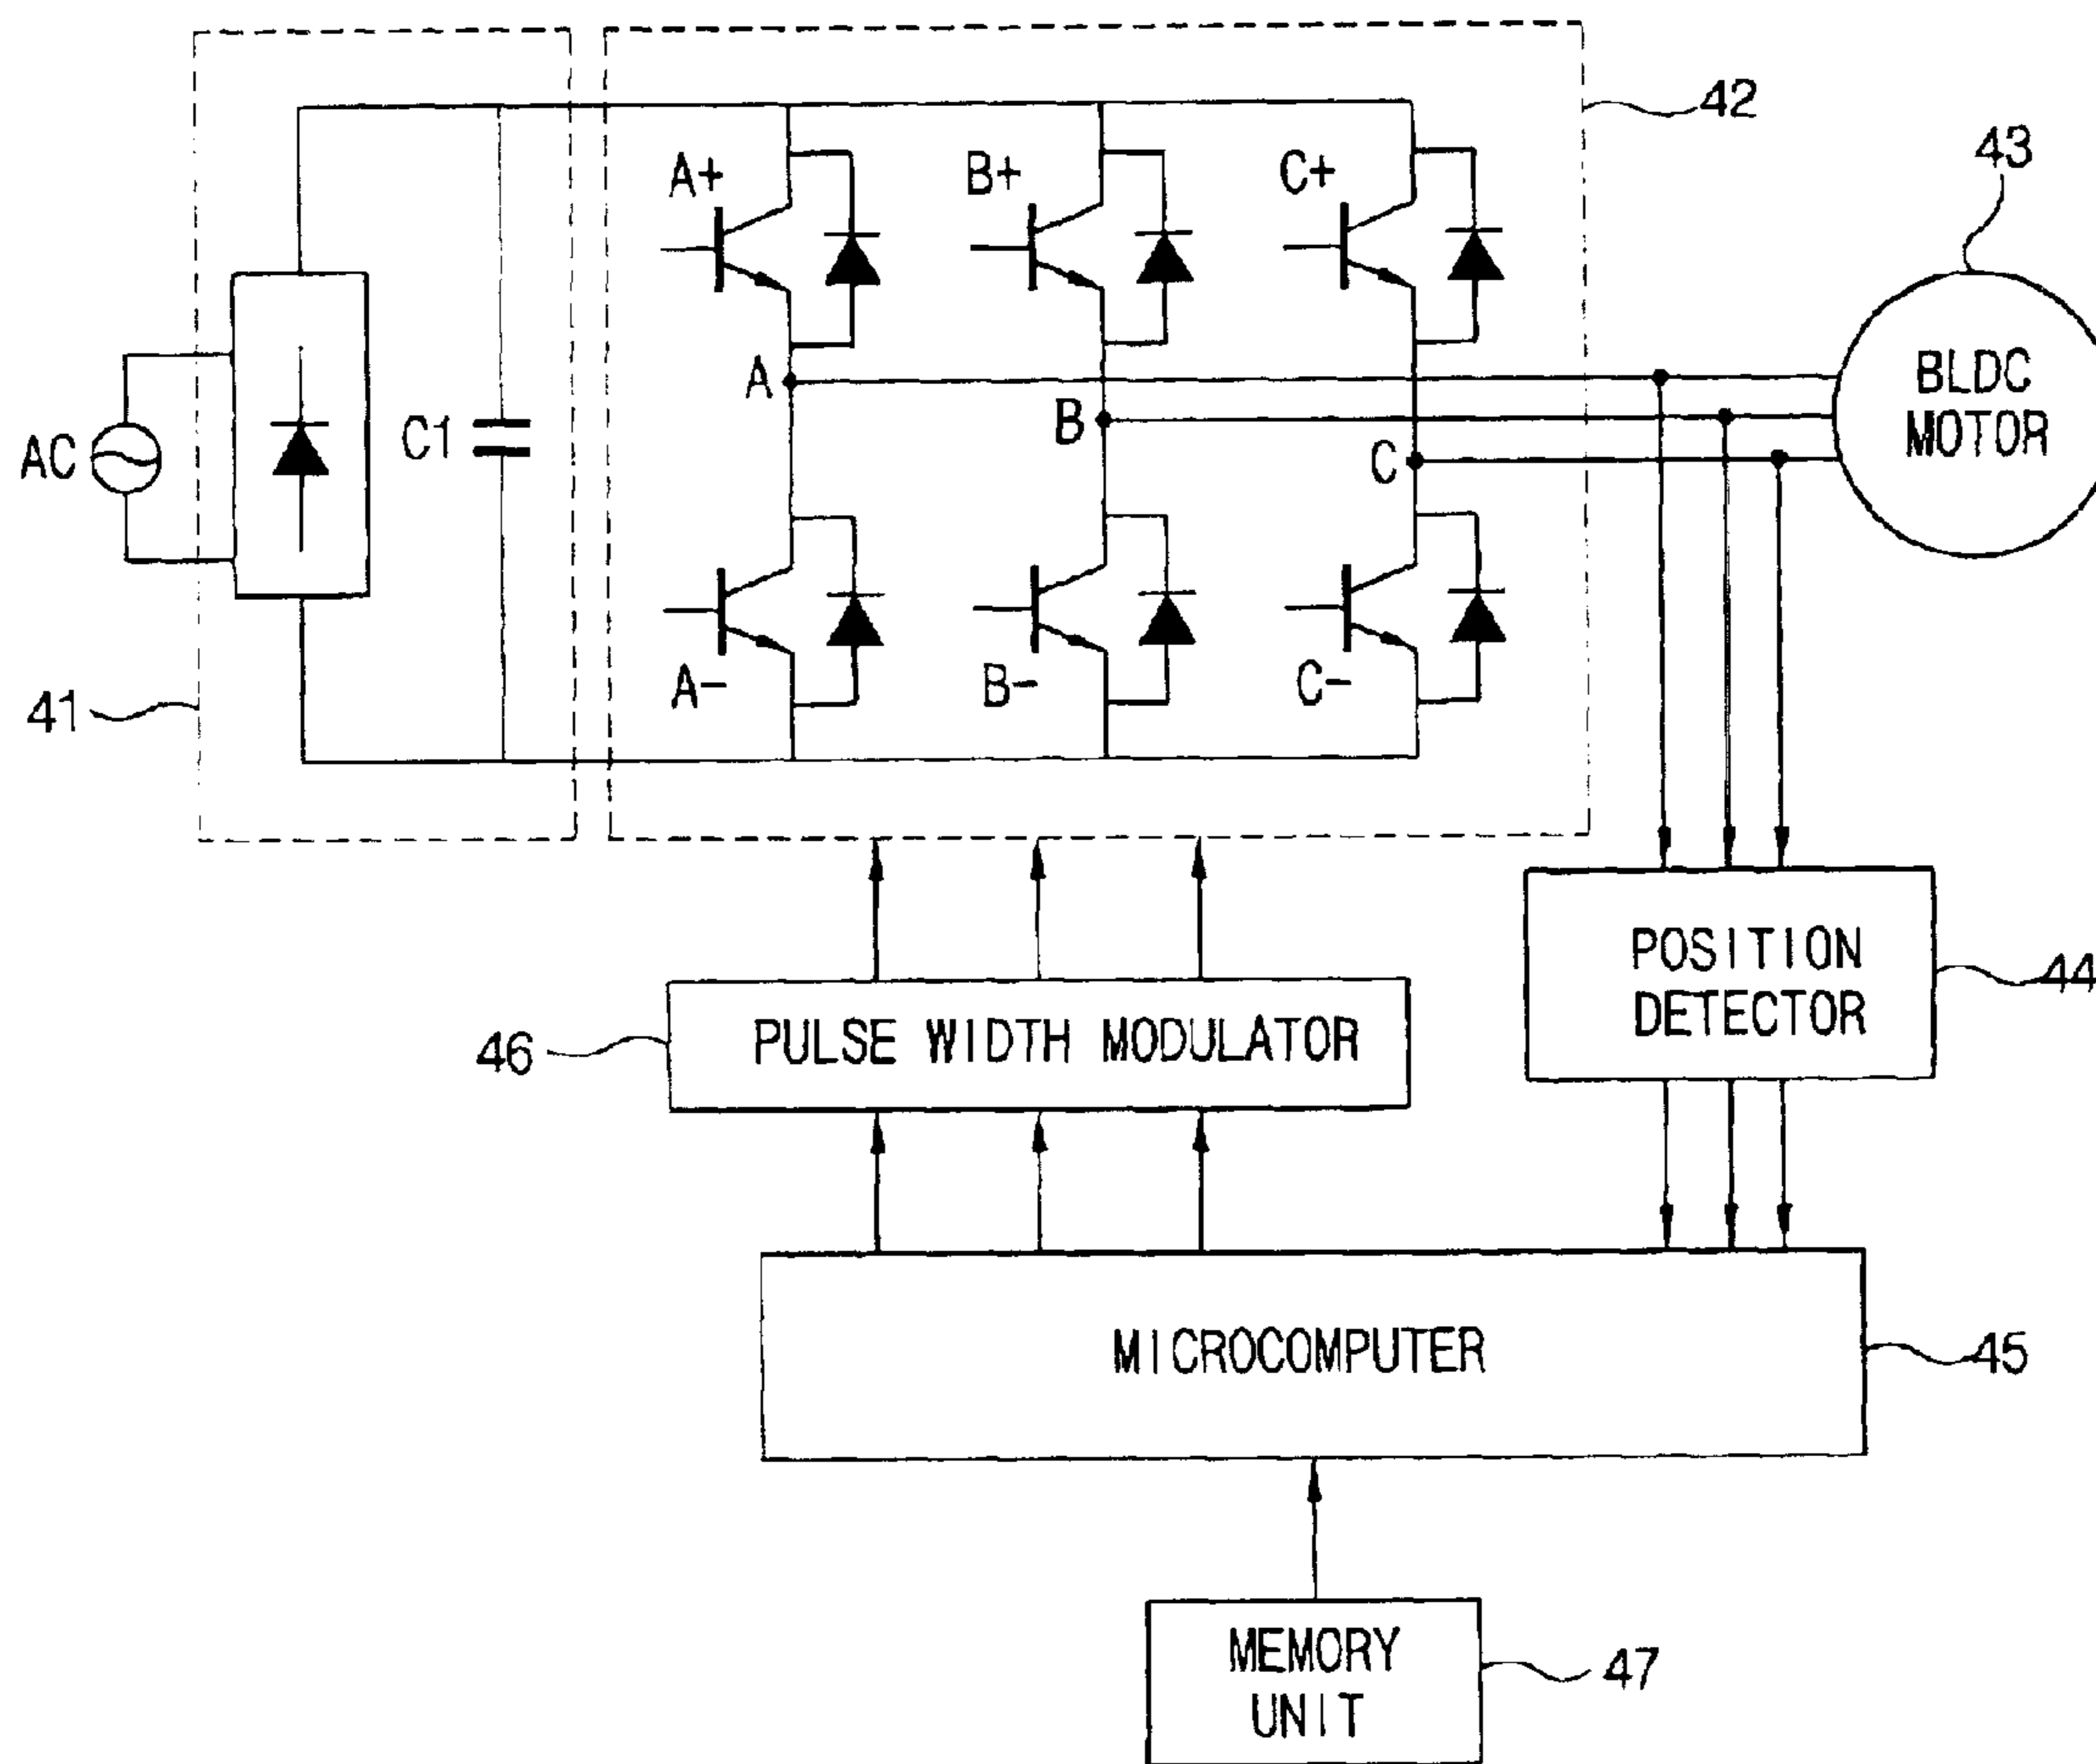 42
43
A+
B+
C+
BLDC
MOTOR
A
B
C
AC
C1
A−
B−
C−
41
POSITION
DETECTOR
44
46
PULSE WIDTH MODULATOR
MICROCOMPUTER
45
MEMORY
UNIT
47